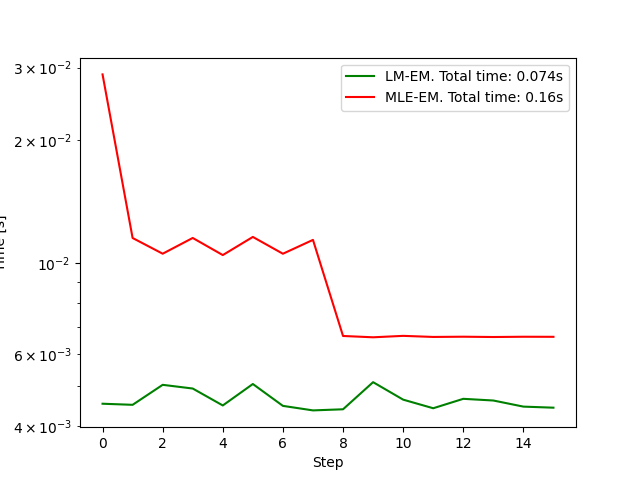 LM-EM. Total time: 0.074s
MLE-EM. Total time: 0.16s
3 × 10⁻²
2 × 10⁻²
10⁻²
6 × 10⁻³
4 × 10⁻³
[s]
0 2 4 6 8 10 12 14
Step